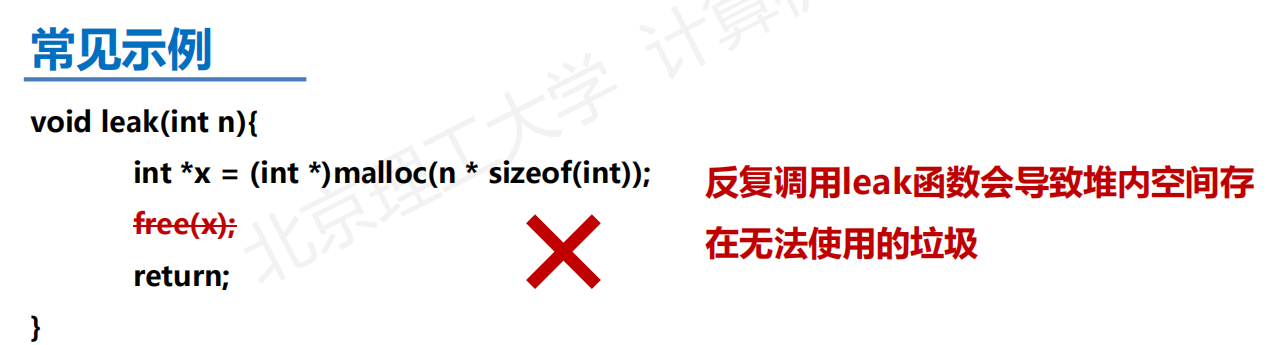 常见示例
void leak(int n){
int *x = (int *)malloc(n * sizeof(int));
free(x);
return;
}
反复调用leak函数会导致堆内空间存
在无法使用的垃圾
北京理工大学 计算机